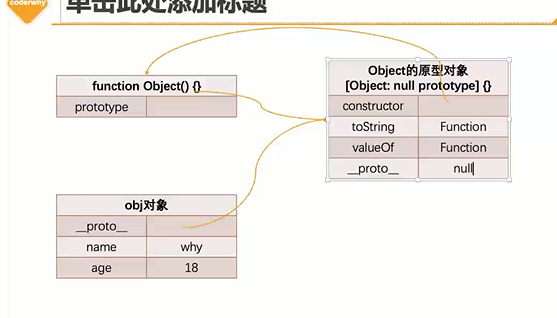 coderwhy
单击此处添加标题
function Object() {}
prototype
Object的原型对象
[Object: null prototype] {}
constructor
toString Function
valueOf Function
__proto__ null
obj对象
__proto__
name why
age 18